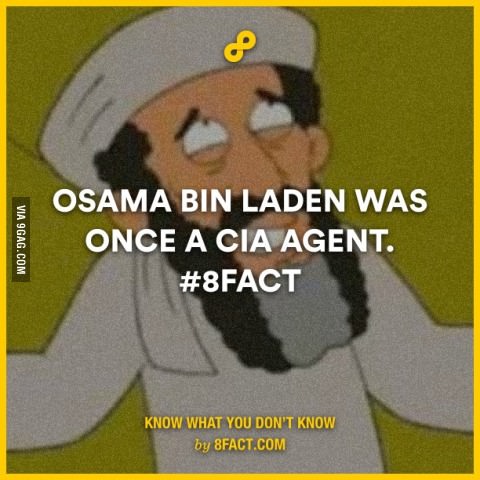 OSAMA BIN LADEN WAS
ONCE A CIA AGENT.
#8FACT
VIA 9GAG.COM
KNOW WHAT YOU DON'T KNOW
by 8FACT.COM